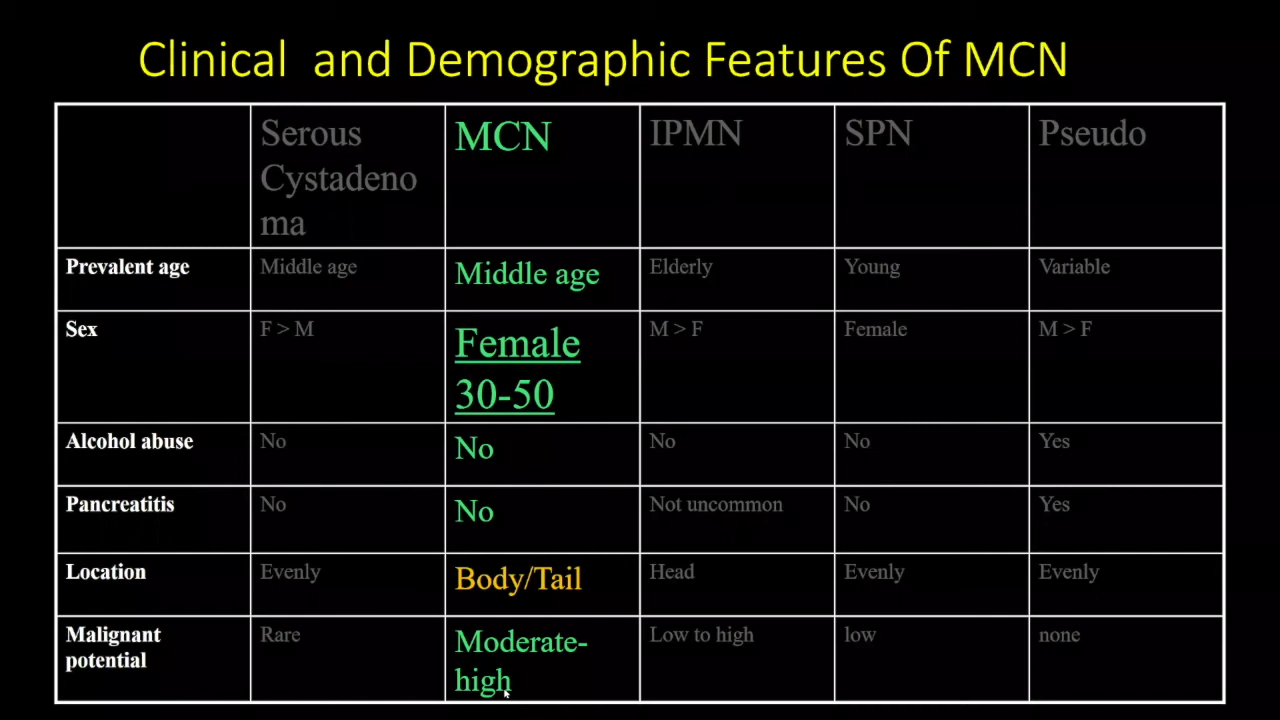 Clinical and Demographic Features Of MCN
Serous
Cystadeno
ma
MCN
IPMN
SPN
Pseudo
Prevalent age
Middle age
Middle age
Elderly
Young
Variable
Sex
F > M
Female
30-50
M > F
Female
M > F
Alcohol abuse
No
No
No
No
Yes
Pancreatitis
No
No
Not uncommon
No
Yes
Location
Evenly
Body/Tail
Head
Evenly
Evenly
Malignant
potential
Rare
Moderate-
high
Low to high
low
none